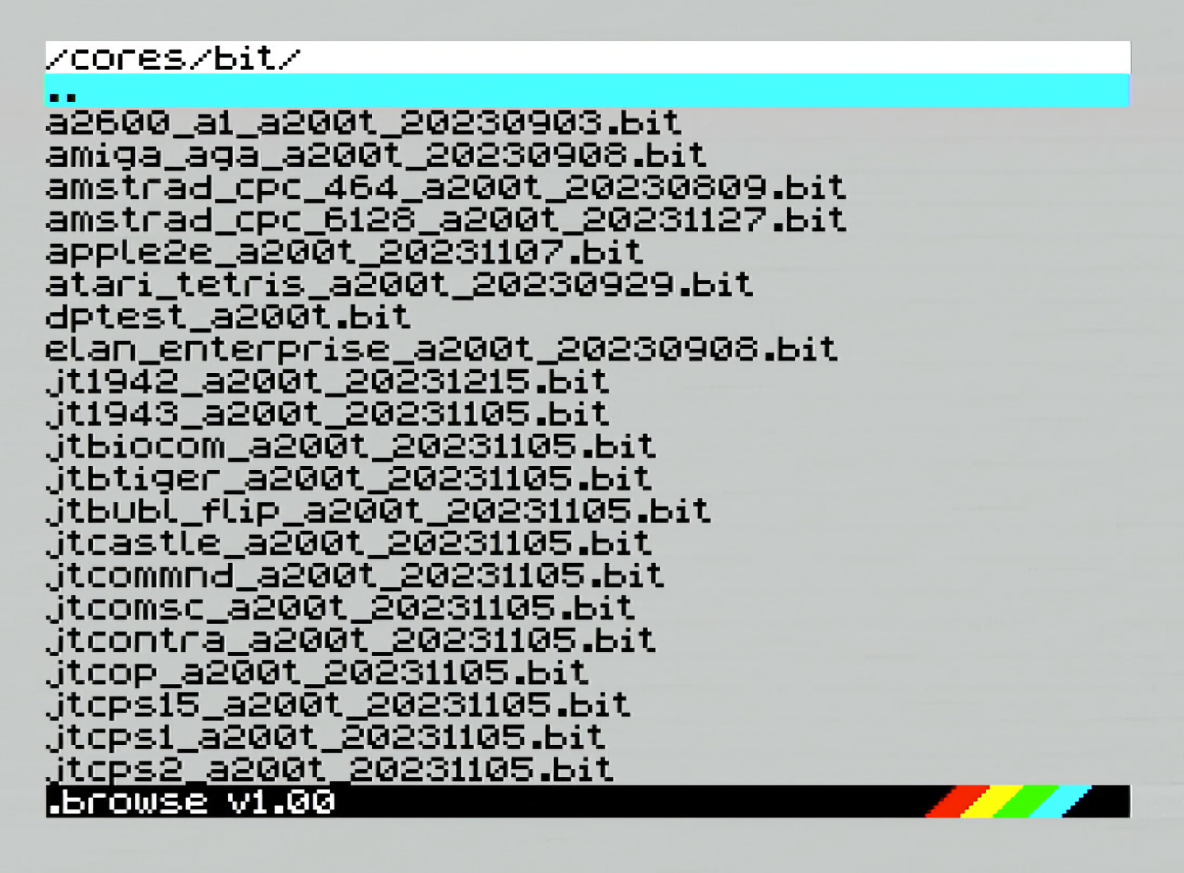 /cores/bit/
..
a2600_a1_a200t_20230903.bit
amiga_aga_a200t_20230908.bit
amstrad_cpc_464_a200t_20230809.bit
amstrad_cpc_6128_a200t_20231127.bit
apple2e_a200t_20231107.bit
atari_tetris_a200t_20230929.bit
dptest_a200t.bit
elan_enterprise_a200t_20230908.bit
jt1942_a200t_20231215.bit
jt1943_a200t_20231105.bit
jtbiocom_a200t_20231105.bit
jtbtiger_a200t_20231105.bit
jtbubl_flip_a200t_20231105.bit
jtcastle_a200t_20231105.bit
jtcommnd_a200t_20231105.bit
jtcomsc_a200t_20231105.bit
jtcontra_a200t_20231105.bit
jtcop_a200t_20231105.bit
jtcps15_a200t_20231105.bit
jtcps1_a200t_20231105.bit
jtcps2_a200t_20231105.bit
.browse v1.00